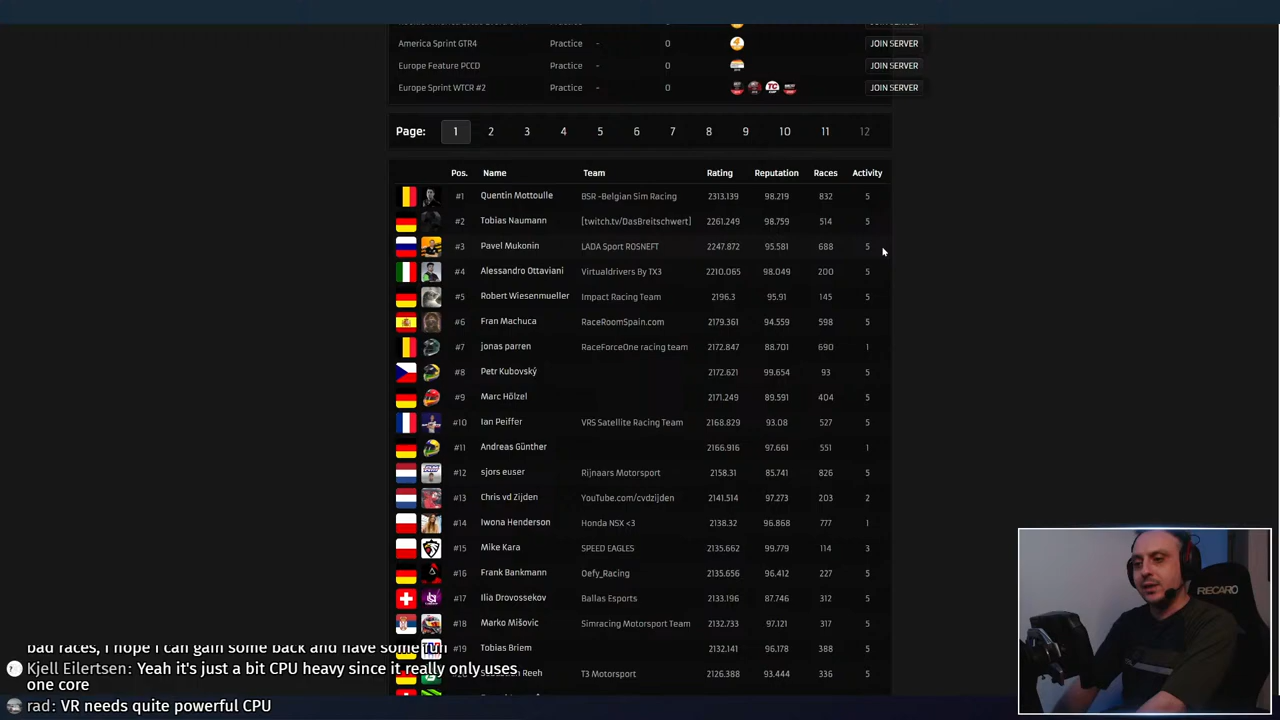 America Sprint GTR4 Practice - 0 JOIN SERVER
Europe Feature PCCD Practice - 0 JOIN SERVER
Europe Sprint WTCR #2 Practice - 0 JOIN SERVER
Page: 1 2 3 4 5 6 7 8 9 10 11 12
Pos. Name Team Rating Reputation Races Activity
#1 Quentin Mottoulle BSR -Belgian Sim Racing 2313.139 98.219 832 5
#2 Tobias Naumann [twitch.tv/DasBreitschwert] 2261.249 98.759 514 5
#3 Pavel Mukonin LADA Sport ROSNEFT 2247.872 95.581 688 5
#4 Alessandro Ottaviani Virtualdrivers By TX3 2210.065 98.049 200 5
#5 Robert Wiesenmueller Impact Racing Team 2196.3 95.91 145 5
#6 Fran Machuca RaceRoomSpain.com 2179.361 94.559 598 5
#7 jonas parren RaceForceOne racing team 2172.847 88.701 690 1
#8 Petr Kubovský 2172.621 99.654 93 5
#9 Marc Hölzel 2171.249 89.591 404 5
#10 Ian Peiffer VRS Satellite Racing Team 2168.829 93.08 527 5
#11 Andreas Günther 2166.916 97.661 551 1
#12 sjors euser Rijnaars Motorsport 2158.31 85.741 826 5
#13 Chris vd Zijden YouTube.com/cvdzijden 2141.514 97.273 203 2
#14 Iwona Henderson Honda NSX <3 2138.32 96.868 777 1
#15 Mike Kara SPEED EAGLES 2135.662 99.779 114 3
#16 Frank Bankmann Oefy_Racing 2135.656 96.412 227 5
#17 Ilia Drovossekov Ballas Esports 2133.196 87.746 312 5
#18 Marko Mišovic Simracing Motorsport Team 2132.733 97.121 317 5
#19 Tobias Briem 2132.141 96.178 388 5
Reeh T3 Motorsport 2126.388 93.444 336 5
bad races, I hope I can gain some back and have some fun
Kjell Eilertsen: Yeah it's just a bit CPU heavy since it really only uses
one core
rad: VR needs quite powerful CPU
RECARO